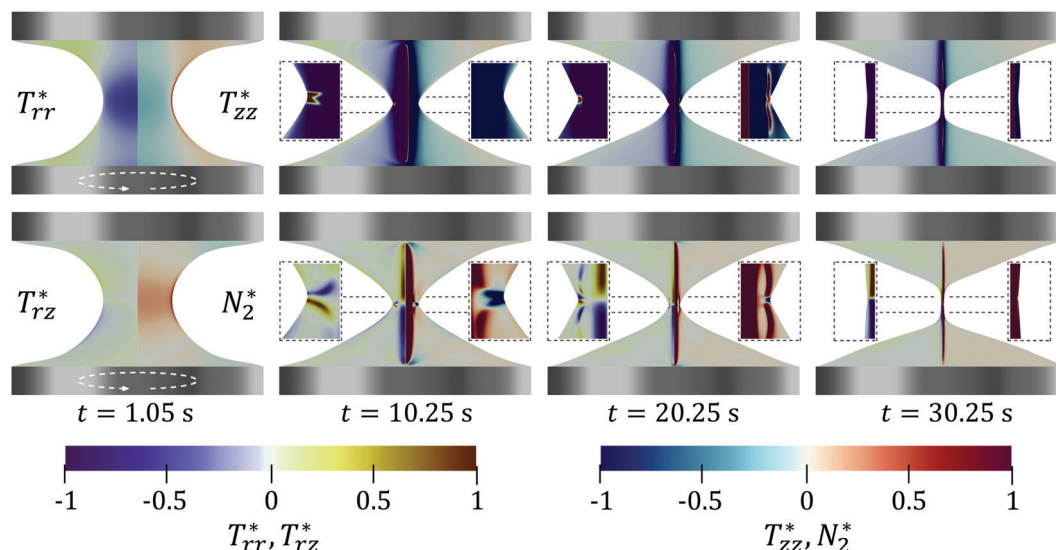 T*rr T*zz
T*rz N*2
t = 1.05 s t = 10.25 s t = 20.25 s t = 30.25 s
-1 -0.5 0 0.5 1 -1 -0.5 0 0.5 1
T*rr, T*rz T*zz, N*2